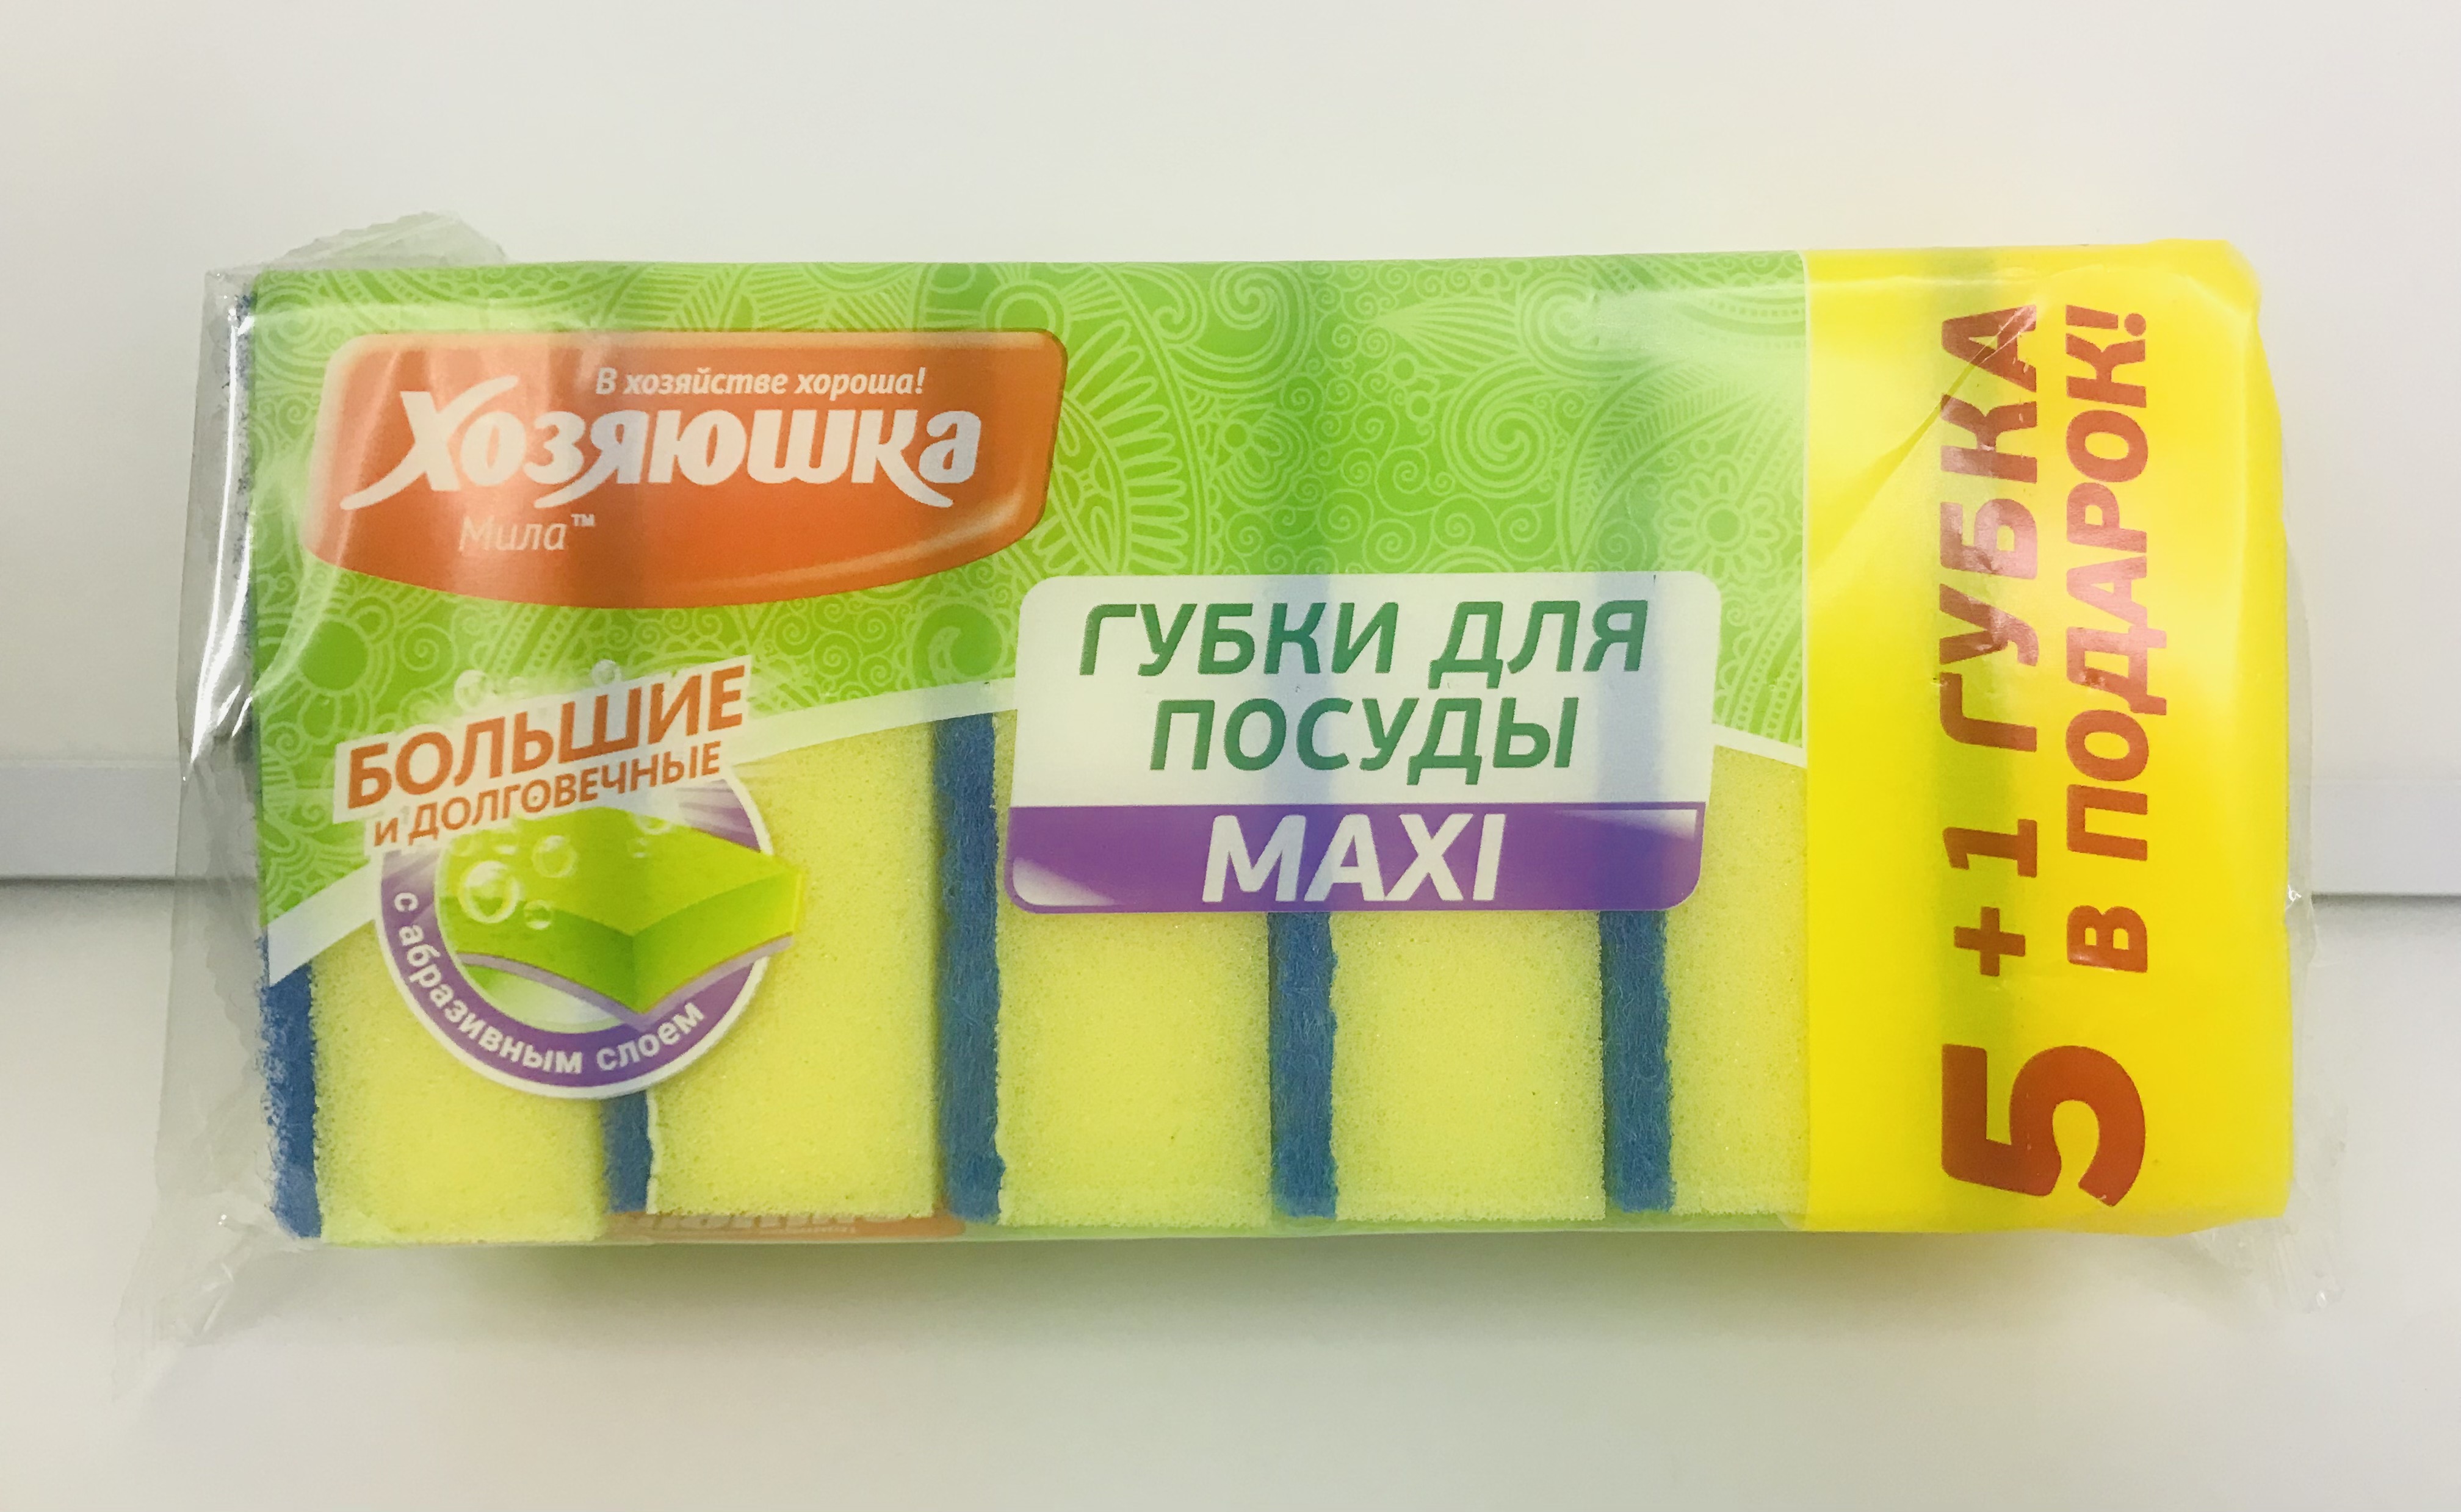 В хозяйстве хороша!
Хозяюшка
Мила™
БОЛЬШИЕ
и ДОЛГОВЕЧНЫЕ
с абразивным слоем
ГУБКИ ДЛЯ
ПОСУДЫ
MAXI
5 + 1 ГУБКА
В ПОДАРОК!